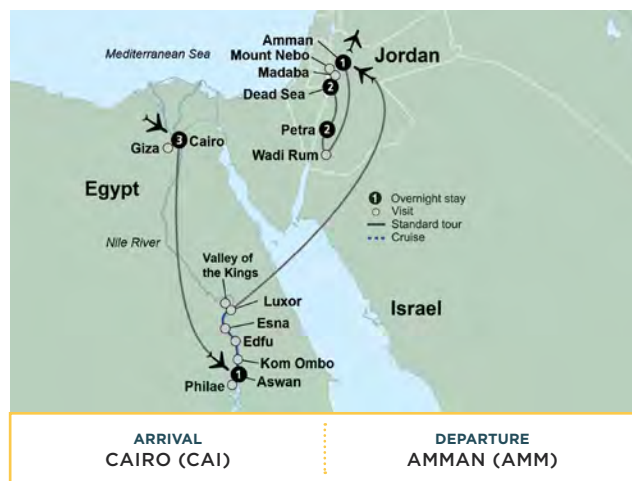 Mediterranean Sea
Amman
1
Jordan
Mount Nebo
Madaba
2
Dead Sea
Petra
2
Wadi Rum
3
Cairo
Giza
Egypt
Nile River
1 Overnight stay
Visit
Standard tour
Cruise
Valley of
the Kings
Luxor
Israel
Esna
Edfu
Kom Ombo
1
Aswan
Philae
ARRIVAL
CAIRO (CAI)
DEPARTURE
AMMAN (AMM)